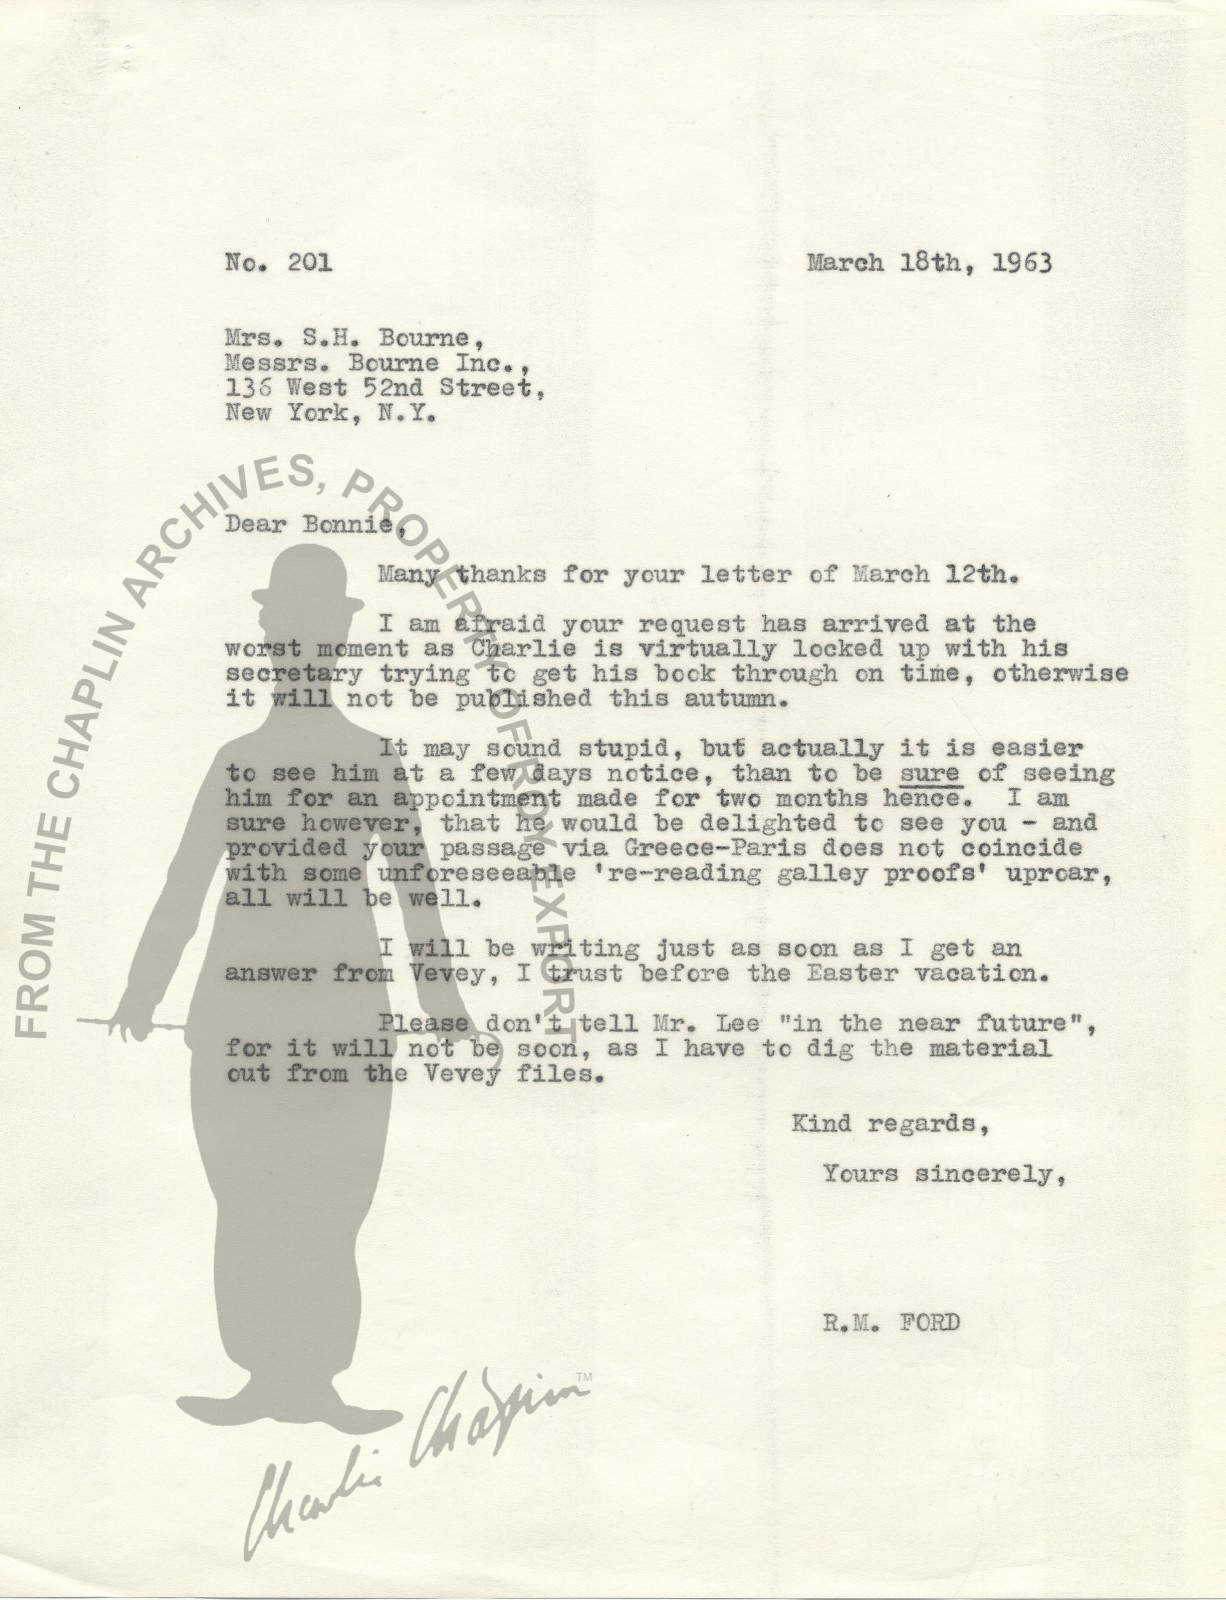 No. 201 March 18th, 1963
Mrs. S.H. Bourne,
Messrs. Bourne Inc.,
136 West 52nd Street,
New York, N.Y.
Dear Bonnie,
Many thanks for your letter of March 12th.
I am afraid your request has arrived at the
worst moment as Charlie is virtually locked up with his
secretary trying to get his book through on time, otherwise
it will not be published this autumn.
It may sound stupid, but actually it is easier
to see him at a few days notice, than to be sure of seeing
him for an appointment made for two months hence. I am
sure however, that he would be delighted to see you - and
provided your passage via Greece-Paris does not coincide
with some unforeseeable 're-reading galley proofs' uproar,
all will be well.
I will be writing just as soon as I get an
answer from Vevey, I trust before the Easter vacation.
Please don't tell Mr. Lee "in the near future",
for it will not be soon, as I have to dig the material
out from the Vevey files.
Kind regards,
Yours sincerely,
R.M. FORD
FROM THE CHAPLIN ARCHIVES, PROPERTY OF ROY EXPORT
Charlie Chaplin TM